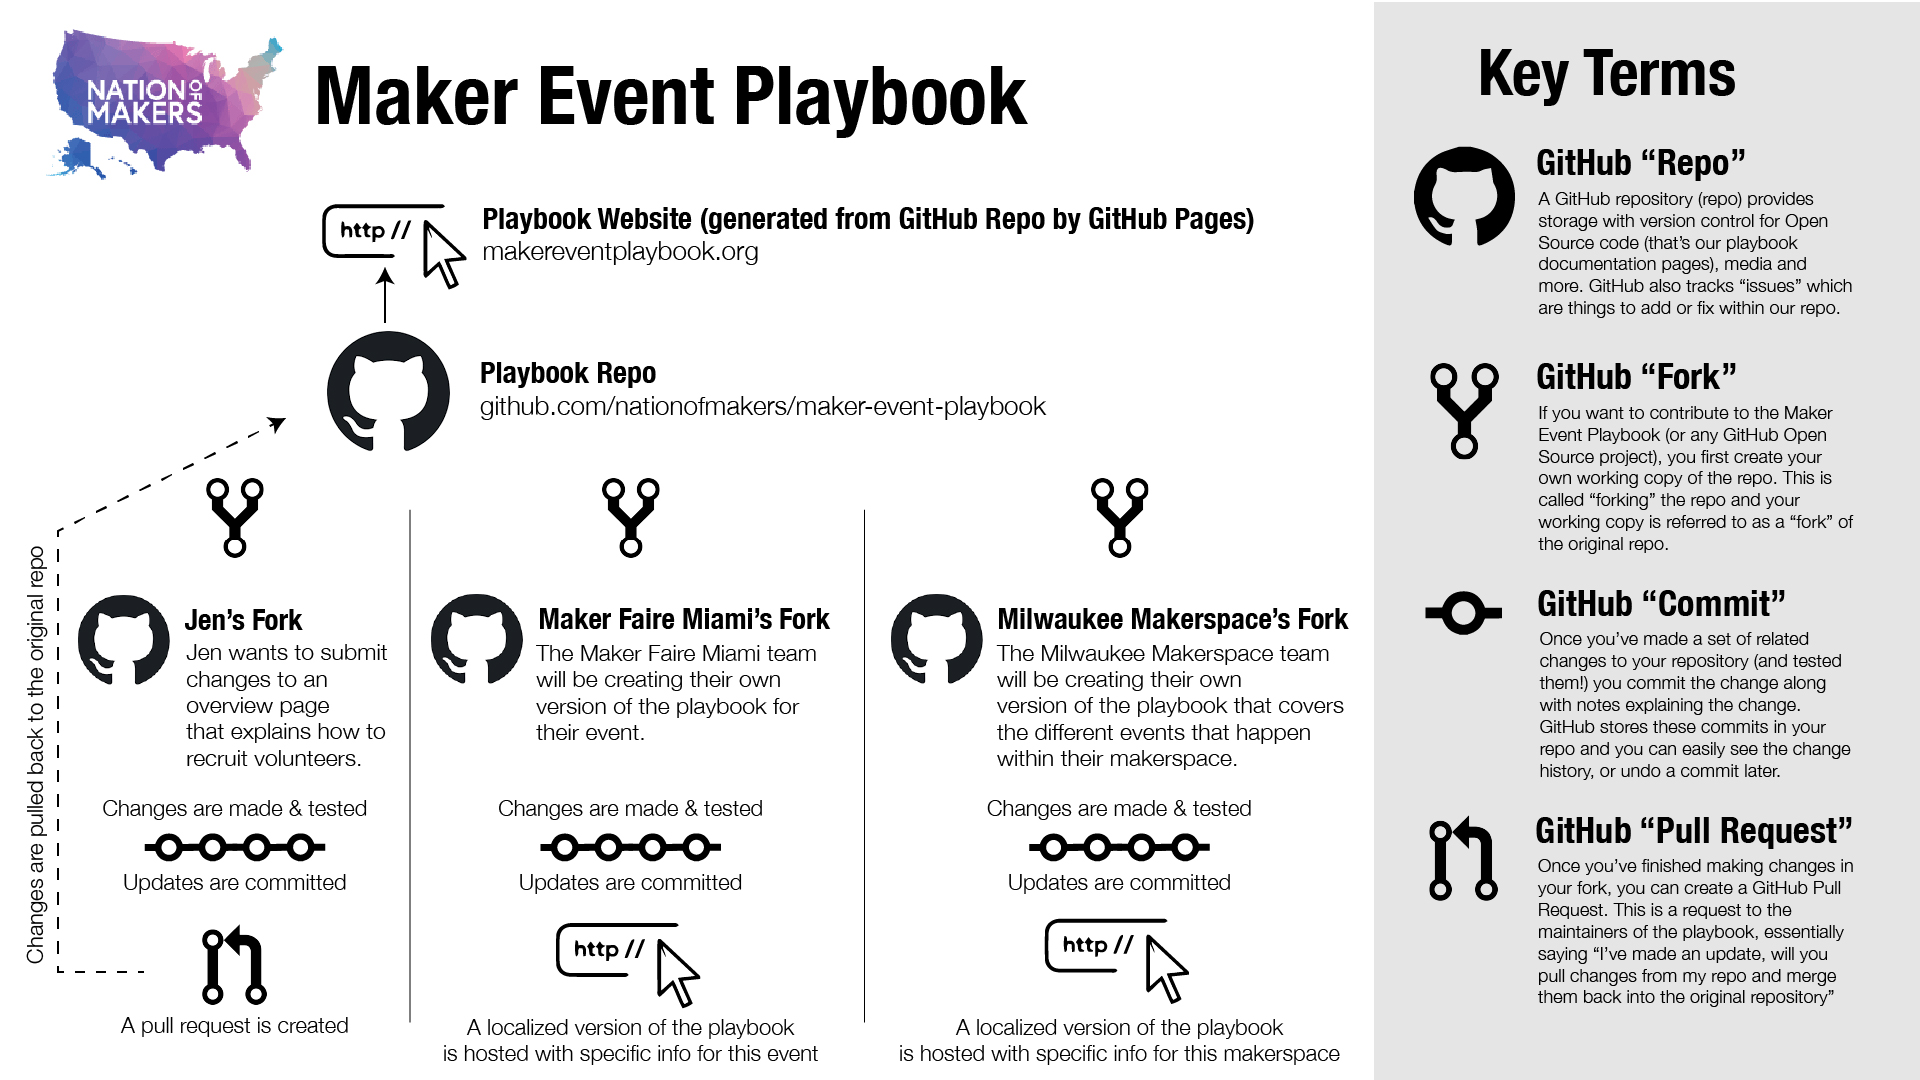 NATION OF
MAKERS
Maker Event Playbook
http //
Playbook Website (generated from GitHub Repo by GitHub Pages)
makereventplaybook.org
Playbook Repo
github.com/nationofmakers/maker-event-playbook
Changes are pulled back to the original repo
Jen’s Fork
Jen wants to submit
changes to an
overview page
that explains how to
recruit volunteers.
Changes are made & tested
Updates are committed
A pull request is created
Maker Faire Miami’s Fork
The Maker Faire Miami team
will be creating their own
version of the playbook for
their event.
Changes are made & tested
Updates are committed
http //
A localized version of the playbook
is hosted with specific info for this event
Milwaukee Makerspace’s Fork
The Milwaukee Makerspace team
will be creating their own
version of the playbook that covers
the different events that happen
within their makerspace.
Changes are made & tested
Updates are committed
http //
A localized version of the playbook
is hosted with specific info for this makerspace
Key Terms
GitHub “Repo”
A GitHub repository (repo) provides
storage with version control for Open
Source code (that’s our playbook
documentation pages), media and
more. GitHub also tracks “issues” which
are things to add or fix within our repo.
GitHub “Fork”
If you want to contribute to the Maker
Event Playbook (or any GitHub Open
Source project), you first create your
own working copy of the repo. This is
called “forking” the repo and your
working copy is referred to as a “fork” of
the original repo.
GitHub “Commit”
Once you’ve made a set of related
changes to your repository (and tested
them!) you commit the change along
with notes explaining the change.
GitHub stores these commits in your
repo and you can easily see the change
history, or undo a commit later.
GitHub “Pull Request”
Once you’ve finished making changes in
your fork, you can create a GitHub Pull
Request. This is a request to the
maintainers of the playbook, essentially
saying “I’ve made an update, will you
pull changes from my repo and merge
them back into the original repository”